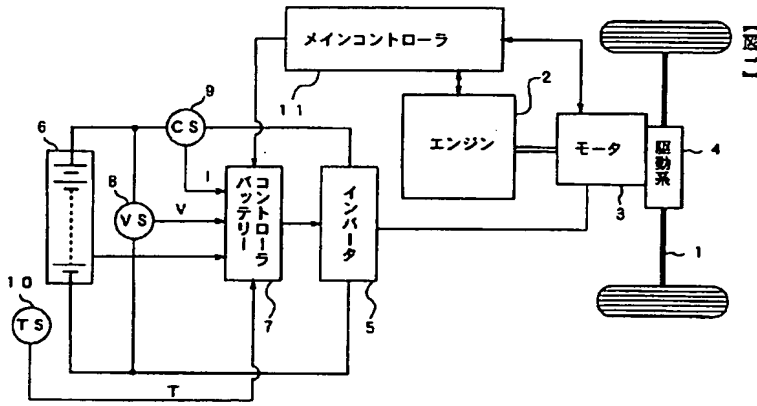 【図1】
メインコントローラ
11
2
エンジン
モータ
3
駆動系
4
1
9
CS
6
8
VS
I
V
バッテリー
コントローラ
7
インバータ
5
10
TS
T